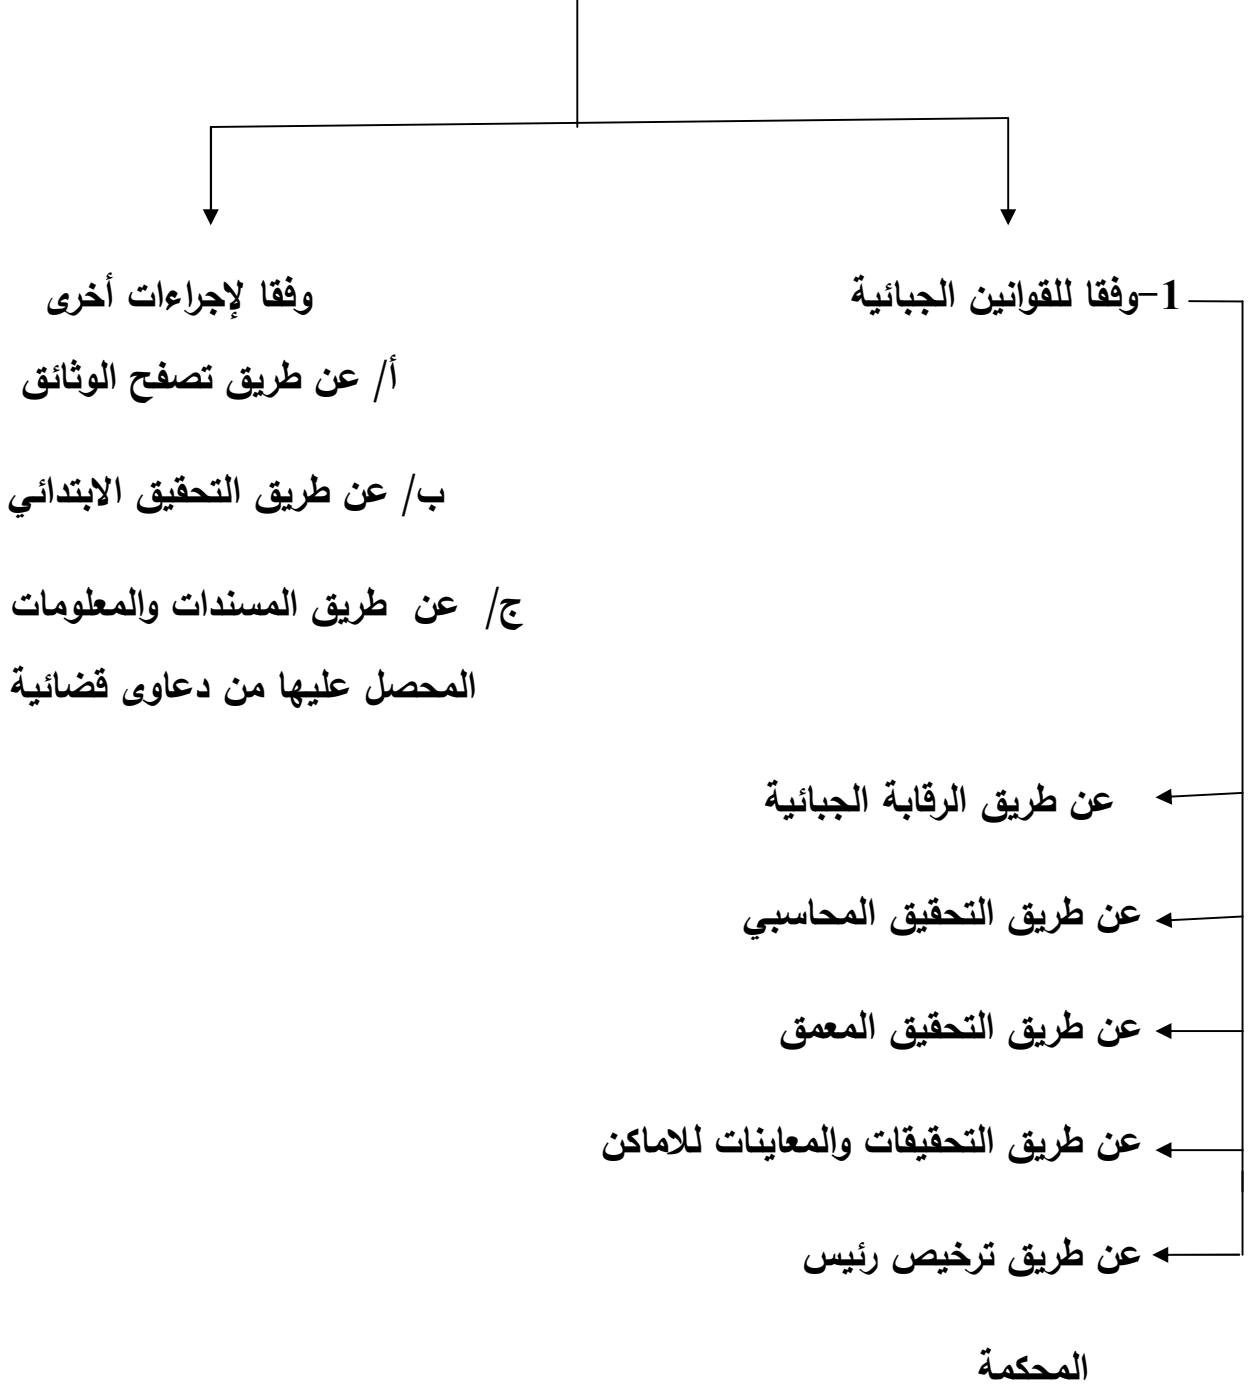 1-وفقا للقوانين الجبائية
وفقا لإجراءات أخرى
أ/ عن طريق تصفح الوثائق
ب/ عن طريق التحقيق الابتدائي
ج/ عن طريق المسندات والمعلومات
المحصل عليها من دعاوى قضائية
عن طريق الرقابة الجبائية
عن طريق التحقيق المحاسبي
عن طريق التحقيق المعمق
عن طريق التحقيقات والمعاينات للاماكن
عن طريق ترخيص رئيس
المحكمة